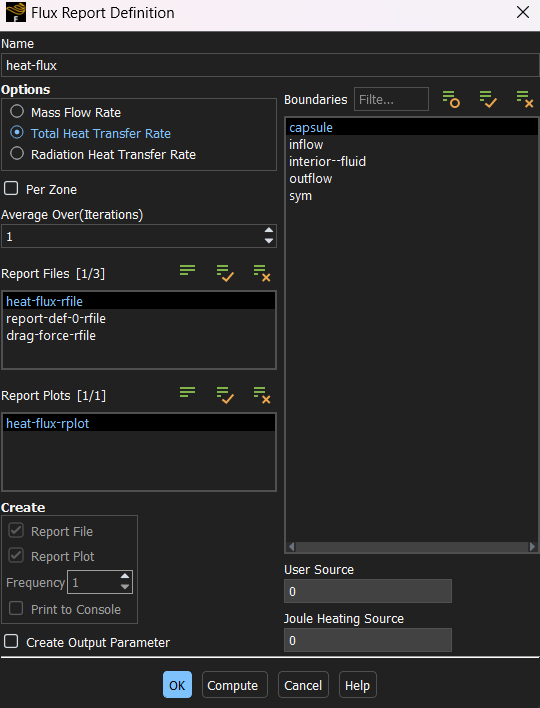 Flux Report Definition
Name
heat-flux
Options
Mass Flow Rate
Total Heat Transfer Rate
Radiation Heat Transfer Rate
Per Zone
Average Over(Iterations)
1
Report Files [1/3]
heat-flux-rfile
report-def-0-rfile
drag-force-rfile
Report Plots [1/1]
heat-flux-rplot
Create
Report File
Report Plot
Frequency 1
Print to Console
Create Output Parameter
Boundaries Filte...
capsule
inflow
interior--fluid
outflow
sym
User Source
0
Joule Heating Source
0
OK Compute Cancel Help